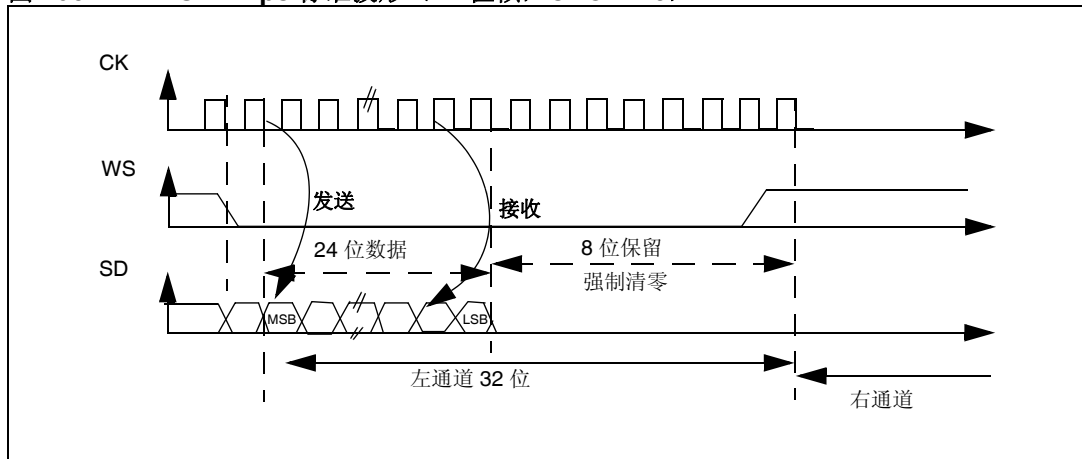 CK
WS
发送
接收
24 位数据
8 位保留
强制清零
SD
MSB
LSB
左通道 32 位
右通道